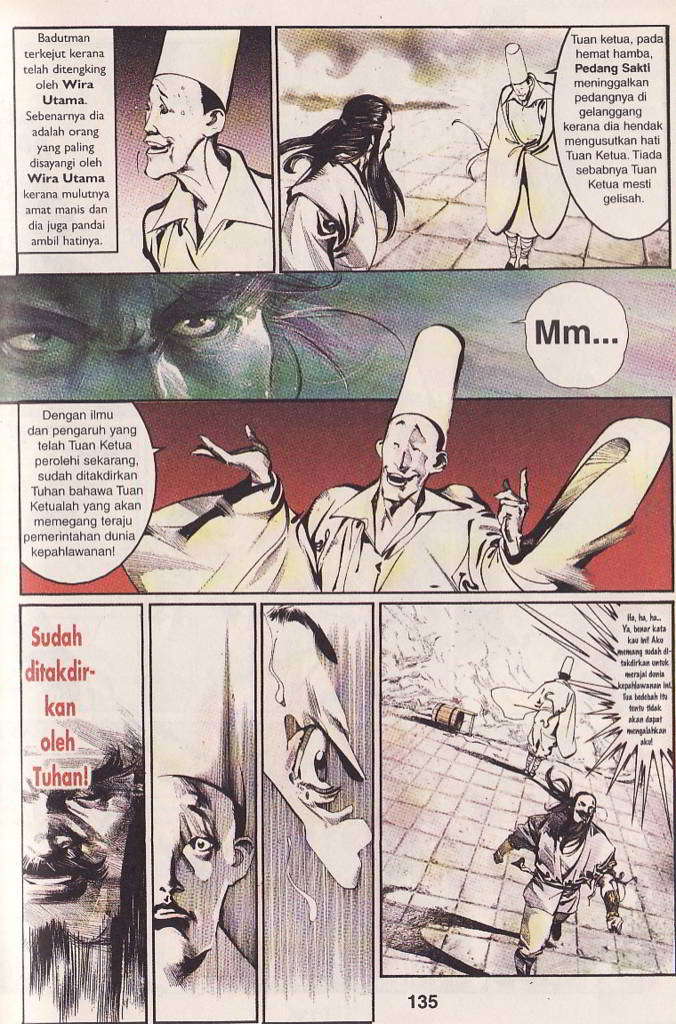 Badutman
terkejut kerana
telah ditengking
oleh Wira
Utama.
Sebenarnya dia
adalah orang
yang paling
disayangi oleh
Wira Utama
kerana mulutnya
amat manis dan
dia juga pandai
ambil hatinya.
Tuan ketua, pada
hemat hamba,
Pedang Sakti
meninggalkan
pedangnya di
gelanggang
kerana dia hendak
mengusutkan hati
Tuan Ketua. Tiada
sebabnya Tuan
Ketua mesti
gelisah.
Mm...
Dengan ilmu
dan pengaruh yang
telah Tuan Ketua
perolehi sekarang,
sudah ditakdirkan
Tuhan bahawa Tuan
Ketualah yang akan
memegang teraju
pemerintahan dunia
kepahlawanan!
Sudah
ditakdir-
kan
oleh
Tuhan!
Ha, ha, ha...
Ya, benar kata
kau ini! Aku
memang sudah di-
takdirkan untuk
merajai dunia
kepahlawanan ini.
Tua bedebah itu
tentu tidak
akan dapat
mengalahkan
aku!
135